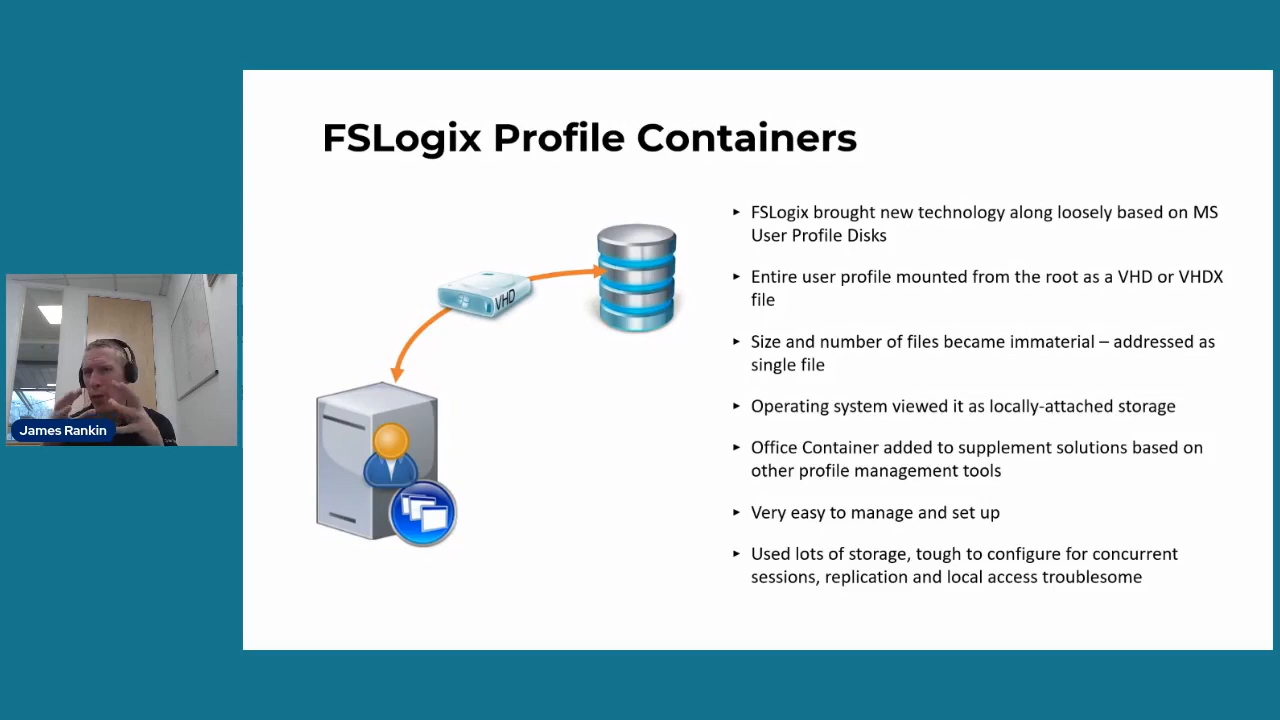 FSLogix Profile Containers
VHD
▸ FSLogix brought new technology along loosely based on MS
User Profile Disks
▸ Entire user profile mounted from the root as a VHD or VHDX
file
▸ Size and number of files became immaterial – addressed as
single file
▸ Operating system viewed it as locally-attached storage
▸ Office Container added to supplement solutions based on
other profile management tools
▸ Very easy to manage and set up
▸ Used lots of storage, tough to configure for concurrent
sessions, replication and local access troublesome
James Rankin